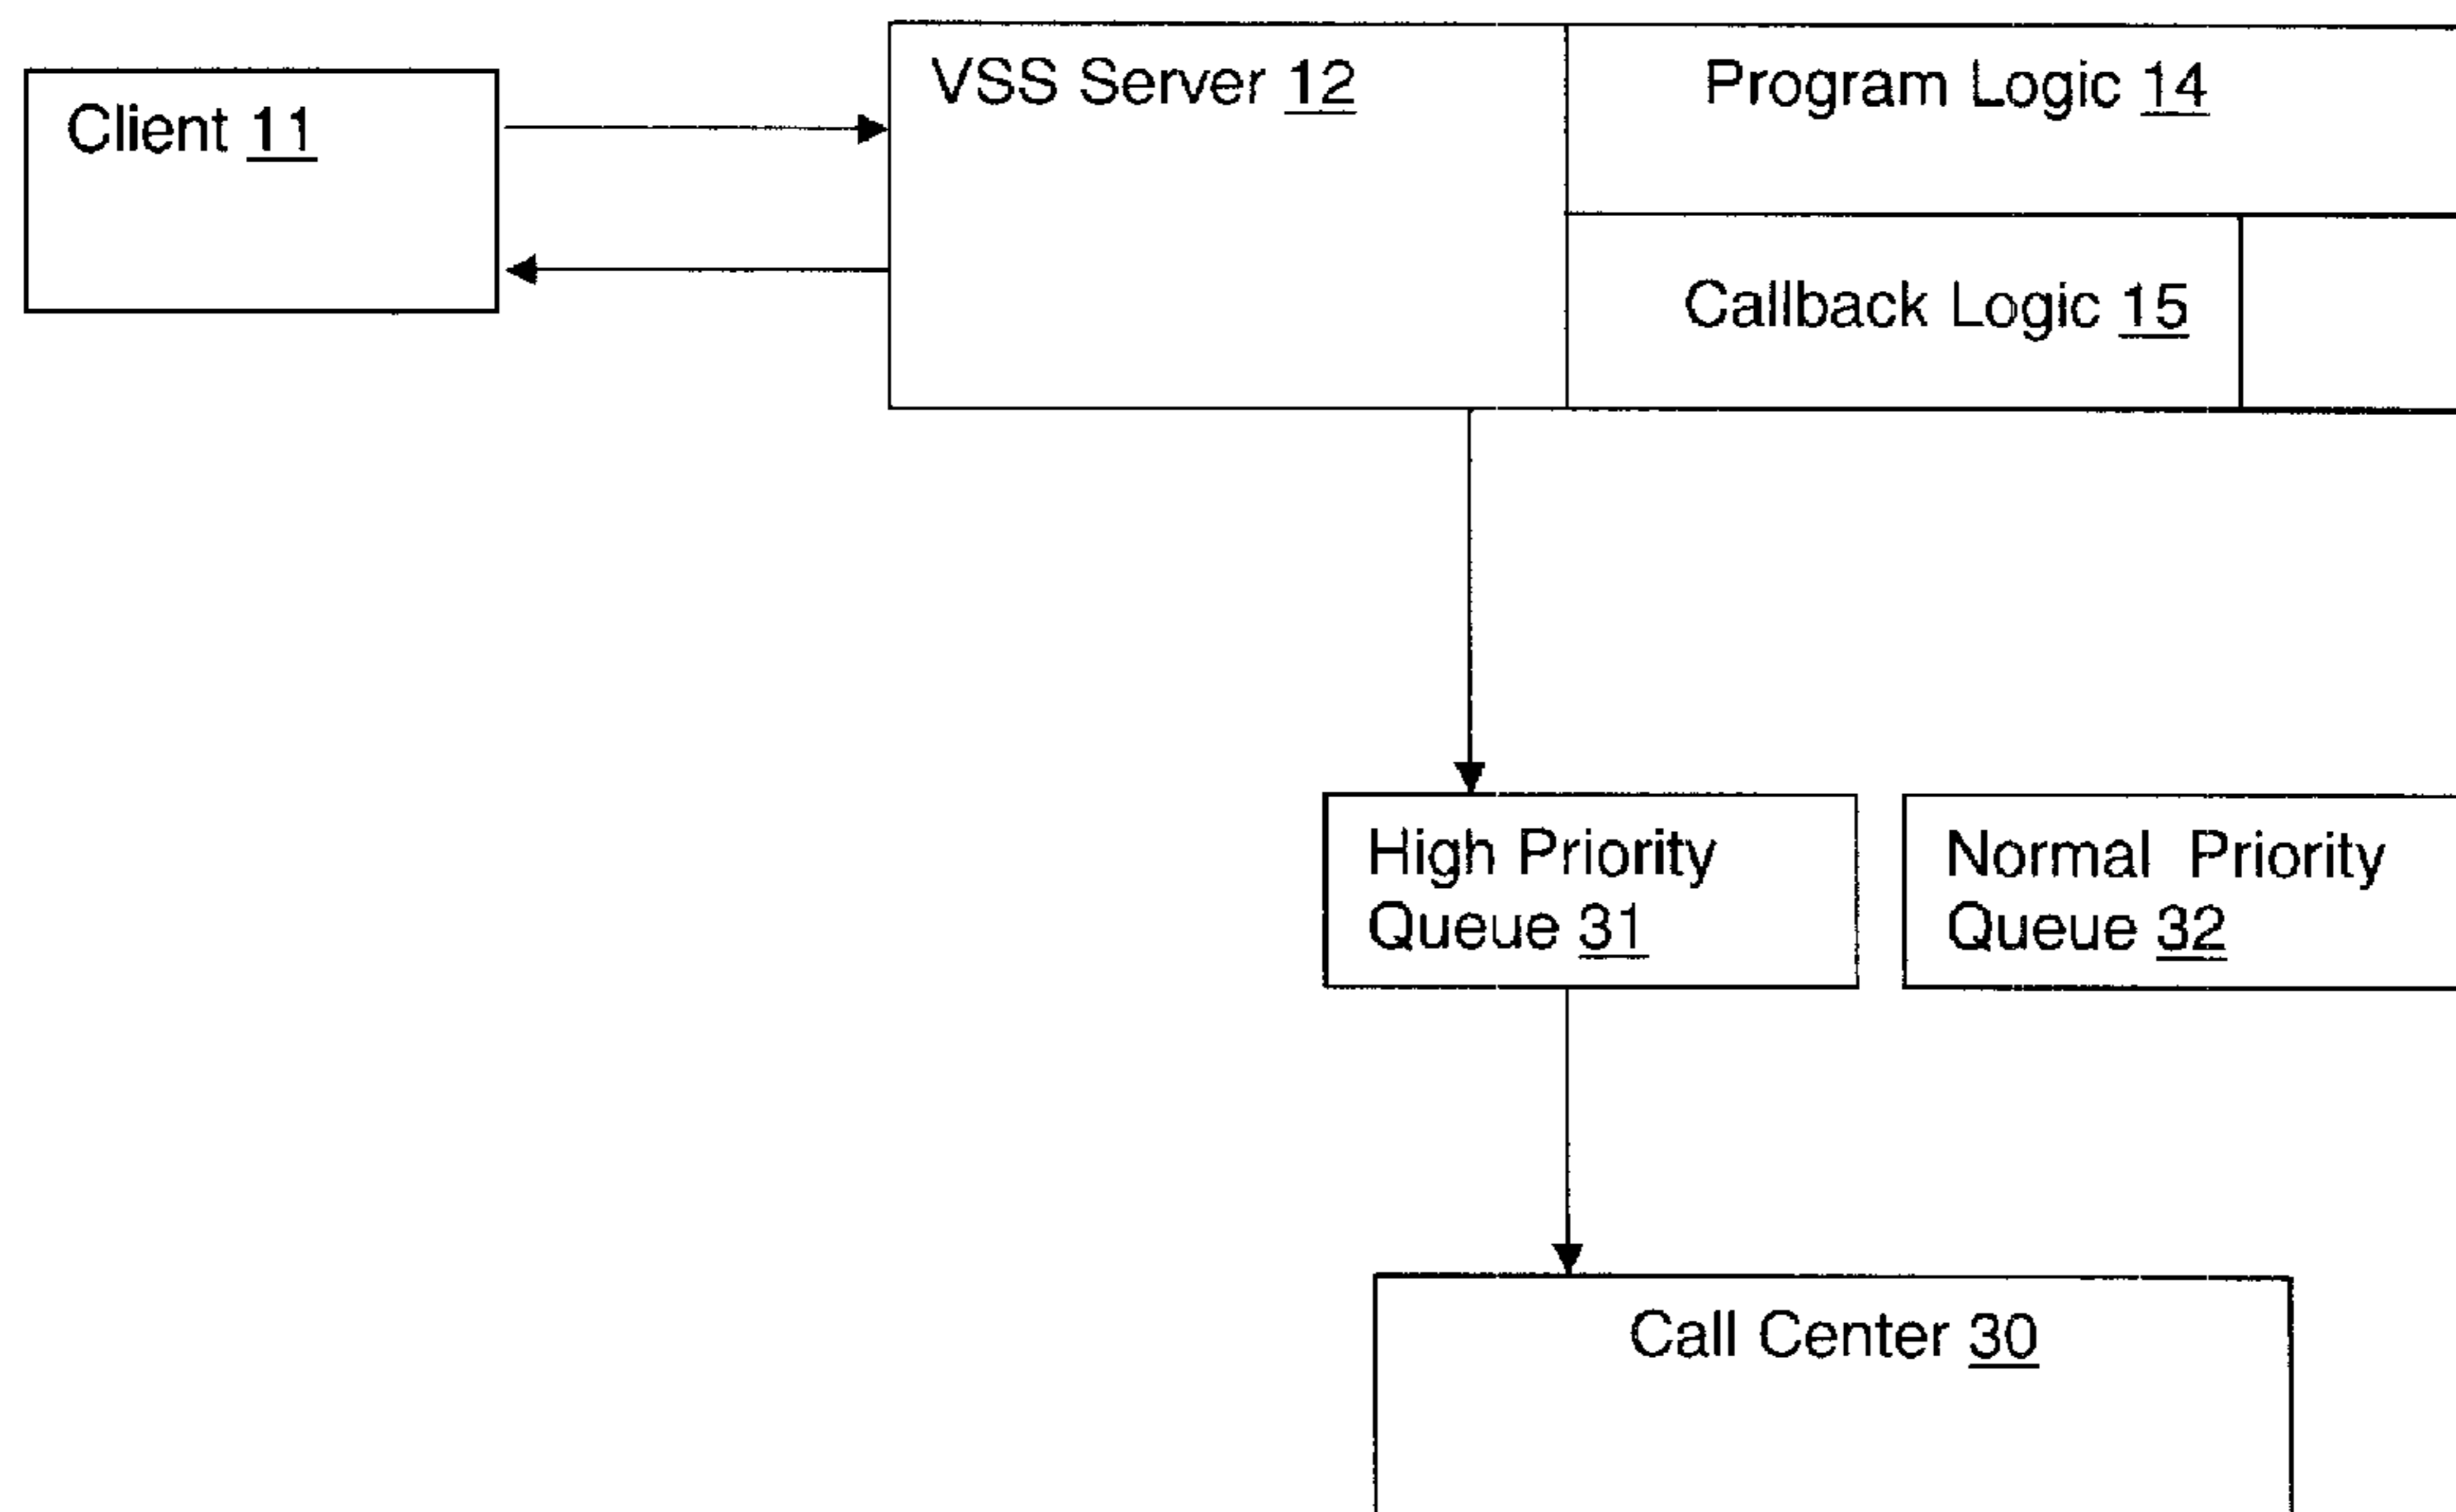 Client 11
VSS Server 12
Program Logic 14
Callback Logic 15
High Priority
Queue 31
Normal Priority
Queue 32
Call Center 30